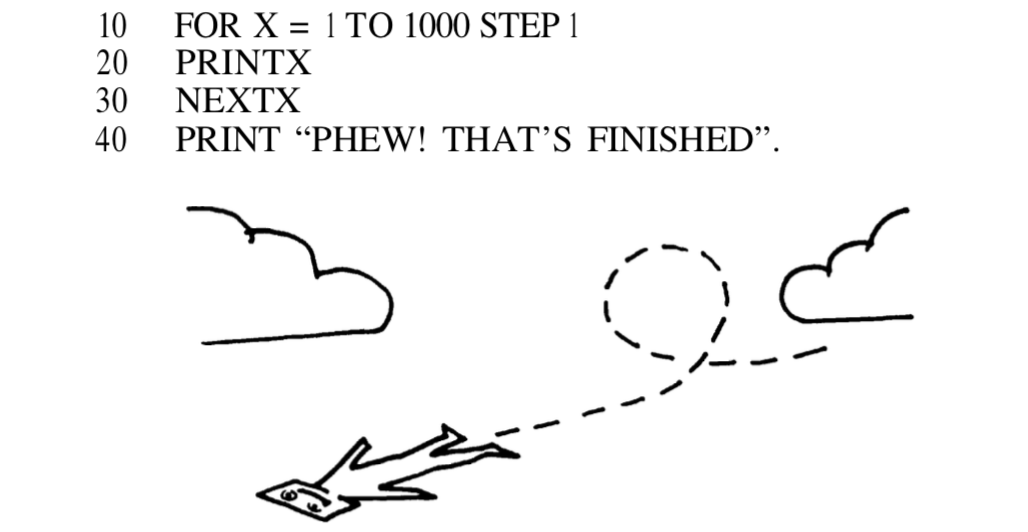 10 FOR X = 1 TO 1000 STEP 1
20 PRINTX
30 NEXTX
40 PRINT “PHEW! THAT’S FINISHED”.